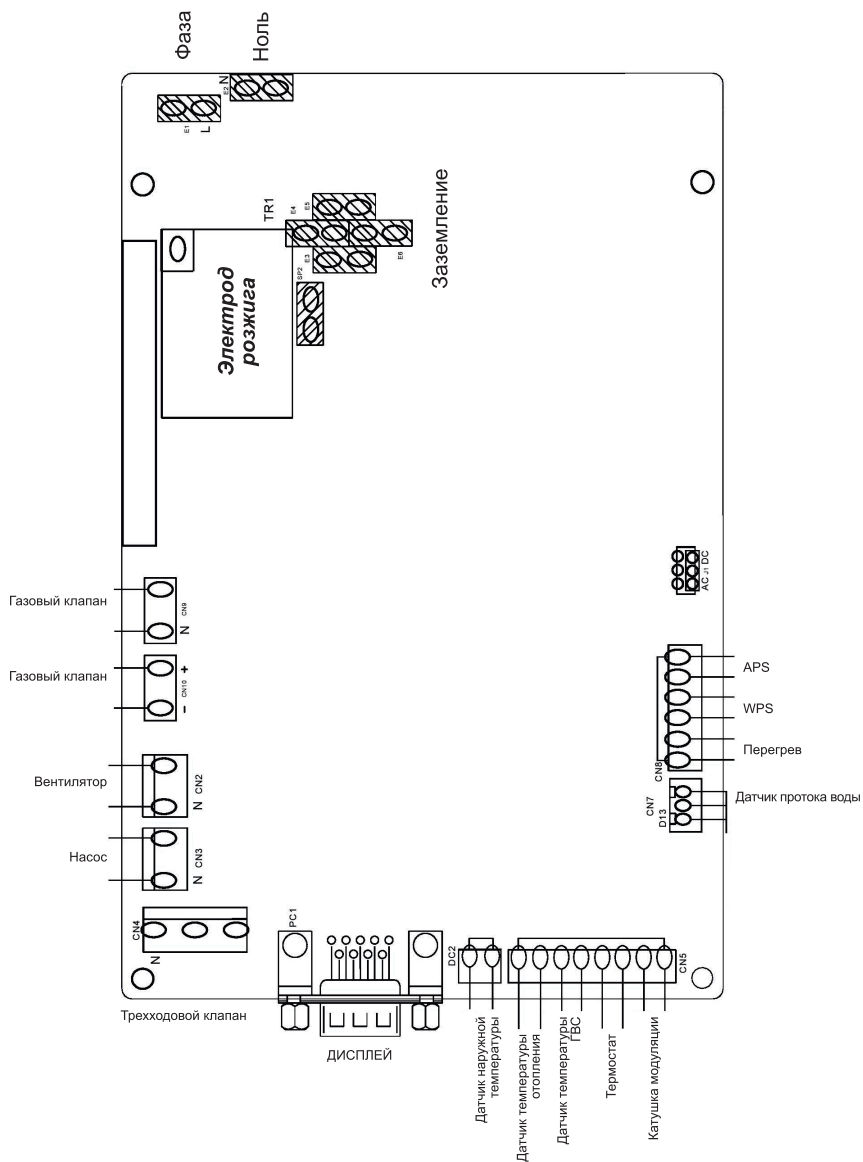 Фаза
Ноль
E1
L
E2
N
TR1
E4
E5
E3
E6
SP2
Заземление
Электрод
розжига
Газовый клапан
CN9
N
Газовый клапан
+
CN10
-
Вентилятор
CN2
N
Насос
CN3
N
CN4
N
Трехходовой клапан
PC1
ДИСПЛЕЙ
DC2
Датчик наружной
температуры
CN5
Датчик температуры
отопления
Датчик температуры
ГВС
Термостат
Катушка модуляции
AC J1 DC
CN8
APS
WPS
Перегрев
CN7
D13
Датчик протока воды